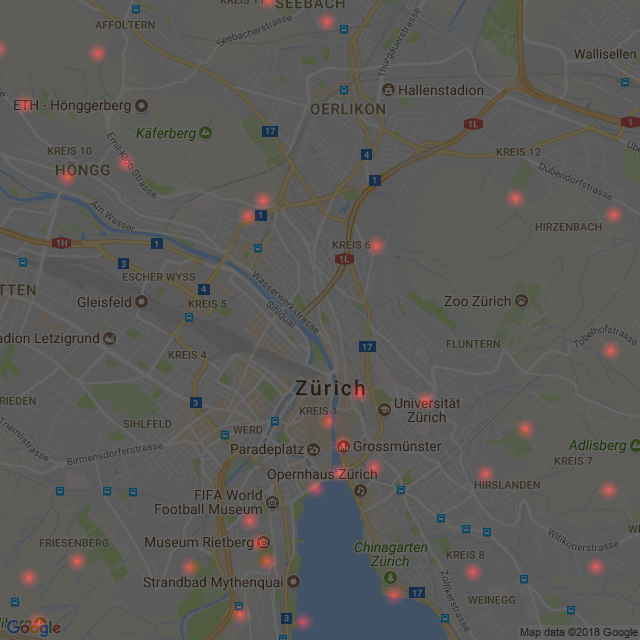 KREIS 11
SEEBACH
AFFOLTERN
Seebacherstrasse
Thurgauerstrasse
Wallisellen
Hallenstadion
ETH - Hönggerberg
OERLIKON
1L
1
17
Käferberg
KREIS 10
4
KREIS 12
HÖNGG
Emil-Klöti-Strasse
1
Dübendorfstrasse
Am Wasser
1
HIRZENBACH
1H
1
KREIS 6
1L
3
ESCHER WYSS
TTEN
4
Wasserwerkstrasse
Gleisfeld
KREIS 5
Sihlquai
Zoo Zürich
adion Letzigrund
Tobelhofstrasse
17
FLUNTERN
KREIS 4
Zürich
RIEDEN
3
KREIS 1
Universität
Zürich
SIHLFELD
WERD
Triemlistrasse
Birmensdorferstrasse
Paradeplatz
Grossmünster
Adlisberg
KREIS 7
Opernhaus Zürich
HIRSLANDEN
FIFA World
Football Museum
FRIESENBERG
Museum Rietberg
Chinagarten
Zürich
Witikonerstrasse
KREIS 8
Strandbad Mythenquai
Zollikerstrasse
17
WEINEGG
3
Google
Map data ©2018 Google